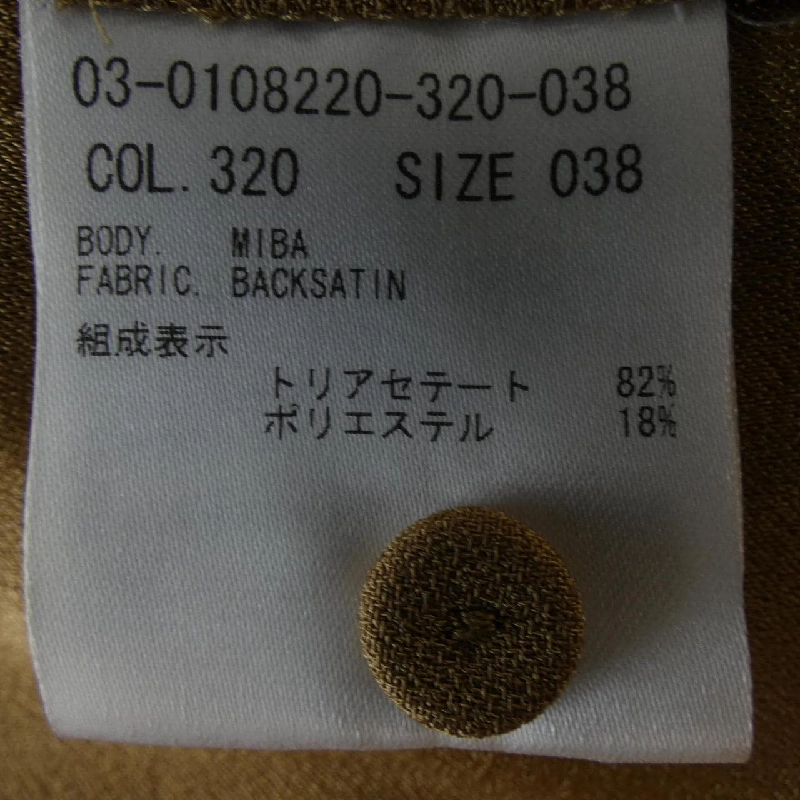 03-0108220-320-038
COL. 320 SIZE 038
BODY. MIBA
FABRIC. BACKSATIN
組成表示
トリアセテート 82%
ポリエステル 18%